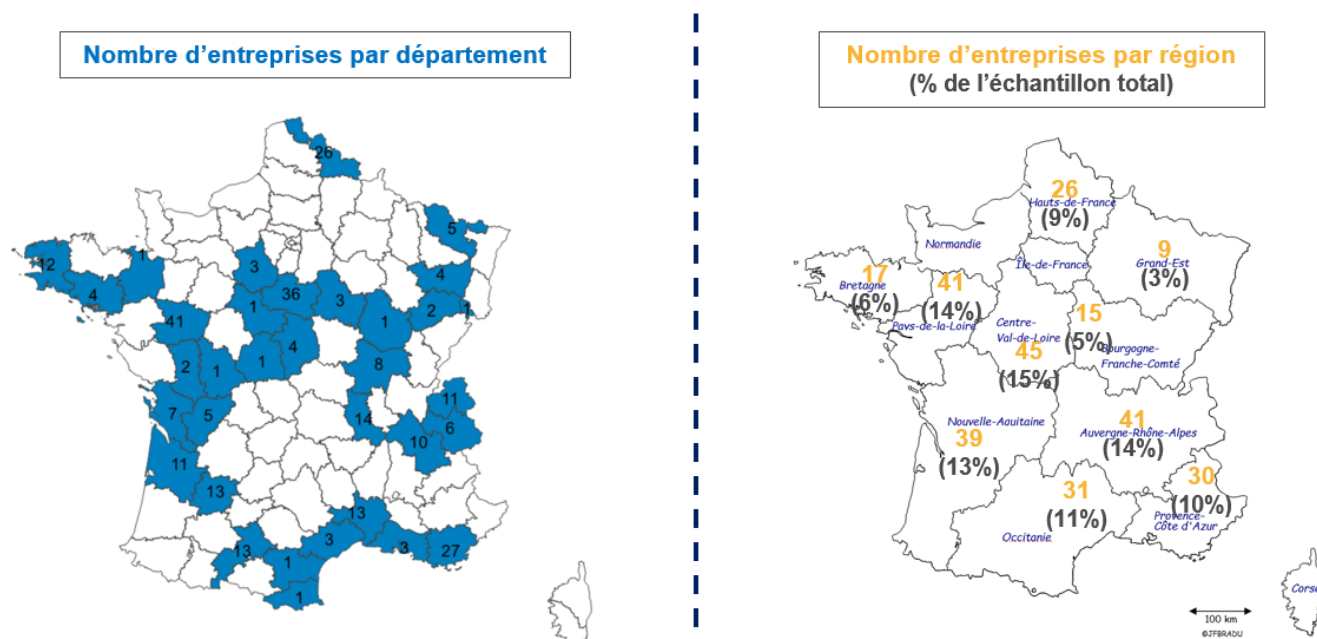 Nombre d'entreprises par département
26
5
1
12
3
4
4
36
3
2
1
1
1
41
4
1
8
2
1
11
7
5
14
6
10
11
13
13
13
3
3
27
1
1
Nombre d'entreprises par région
(% de l'échantillon total)
26
Hauts-de-France
(9%)
Normandie
9
Île-de-France
Grand-Est
(3%)
17
Bretagne
(6%)
41
(14%)
Pays-de-la-Loire
15
(5%)
Centre-
Val-de-Loire
45
(15%)
Bourgogne-
Franche-Comté
Nouvelle-Aquitaine
39
(13%)
41
Auvergne-Rhône-Alpes
(14%)
31
(11%)
Occitanie
30
(10%)
Provence-
Côte d'Azur
Corse
100 km
©JFBRADU